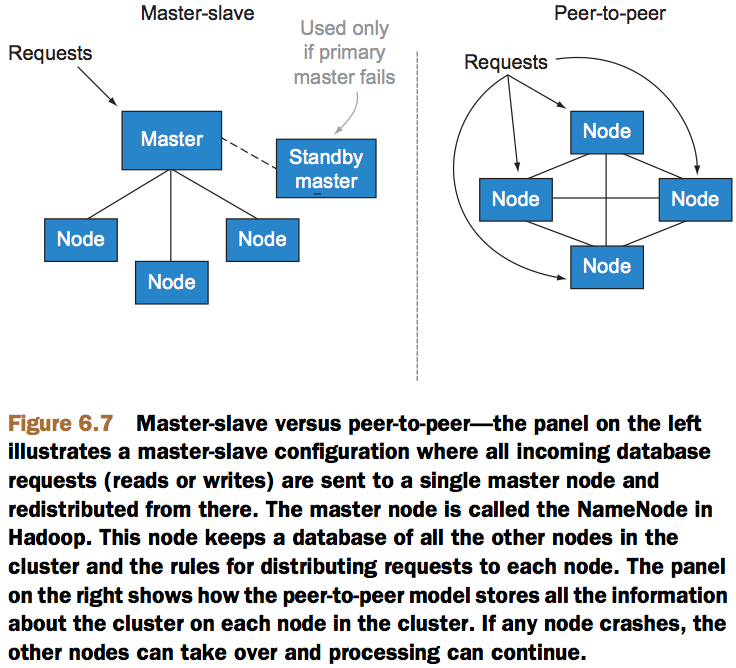 Master-slave
Requests
Used only
if primary
master fails
Master
Standby
master
Node
Node
Node
Peer-to-peer
Requests
Node
Node
Node
Node
Figure 6.7 Master-slave versus peer-to-peer—the panel on the left
illustrates a master-slave configuration where all incoming database
requests (reads or writes) are sent to a single master node and
redistributed from there. The master node is called the NameNode in
Hadoop. This node keeps a database of all the other nodes in the
cluster and the rules for distributing requests to each node. The panel
on the right shows how the peer-to-peer model stores all the information
about the cluster on each node in the cluster. If any node crashes, the
other nodes can take over and processing can continue.